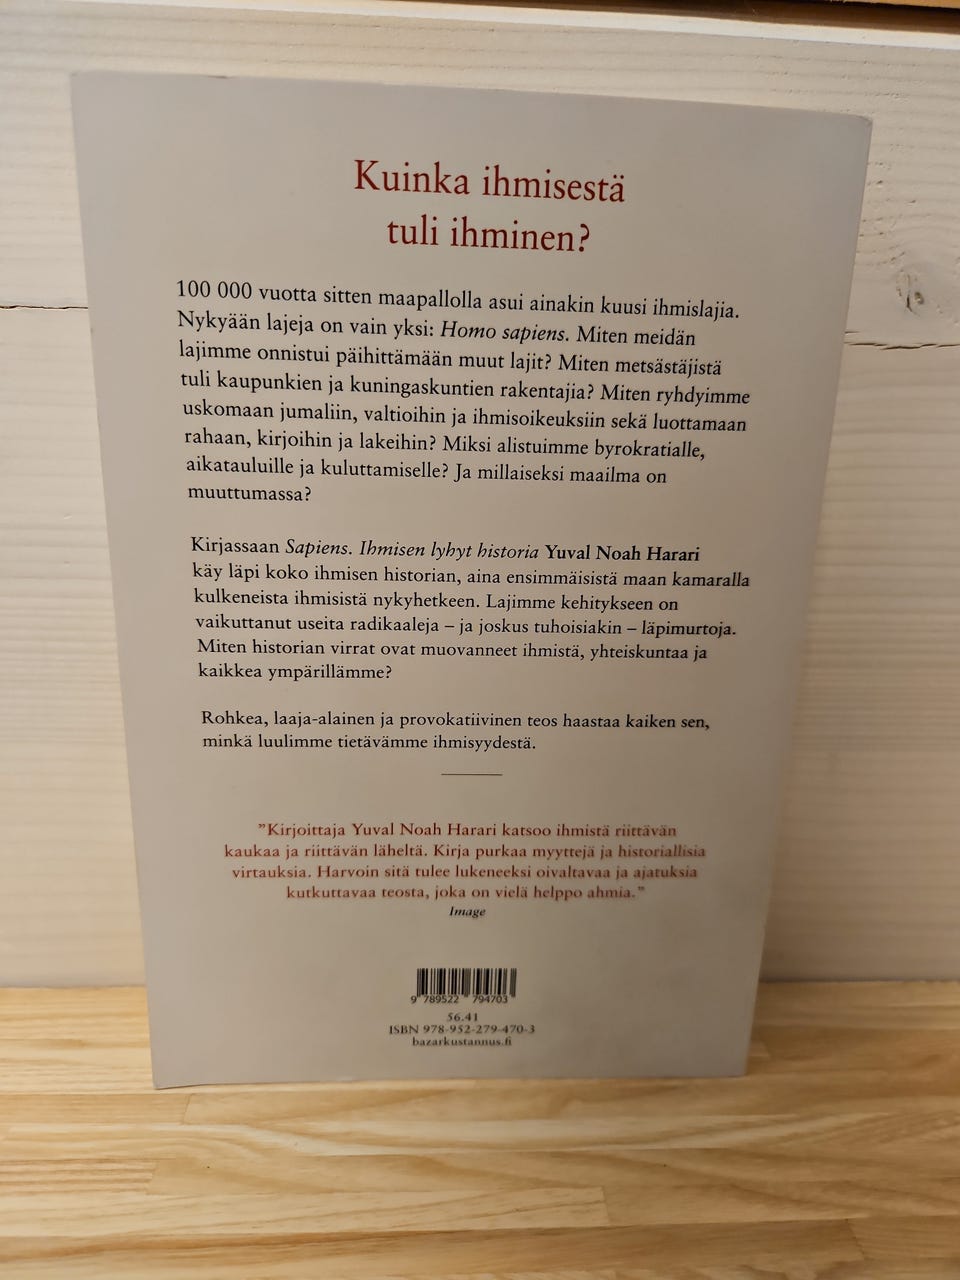 Kuinka ihmisestä
tuli ihminen?
100 000 vuotta sitten maapallolla asui ainakin kuusi ihmislajia.
Nykyään lajeja on vain yksi: Homo sapiens. Miten meidän
lajimme onnistui päihittämään muut lajit? Miten metsästäjistä
tuli kaupunkien ja kuningaskuntien rakentajia? Miten ryhdyimme
uskomaan jumaliin, valtioihin ja ihmisoikeuksiin sekä luottamaan
rahaan, kirjoihin ja lakeihin? Miksi alistuimme byrokratialle,
aikatauluille ja kuluttamiselle? Ja millaiseksi maailma on
muuttumassa?
Kirjassaan Sapiens. Ihmisen lyhyt historia Yuval Noah Harari
käy läpi koko ihmisen historian, aina ensimmäisistä maan kamaralla
kulkeneista ihmisistä nykyhetkeen. Lajimme kehitykseen on
vaikuttanut useita radikaaleja – ja joskus tuhoisiakin – läpimurtoja.
Miten historian virrat ovat muovanneet ihmistä, yhteiskuntaa ja
kaikkea ympärillämme?
Rohkea, laaja-alainen ja provokatiivinen teos haastaa kaiken sen,
minkä luulimme tietävämme ihmisyydestä.
”Kirjoittaja Yuval Noah Harari katsoo ihmistä riittävän
kaukaa ja riittävän läheltä. Kirja purkaa myyttejä ja historiallisia
virtauksia. Harvoin sitä tulee lukeneeksi oivaltavaa ja ajatuksia
kutkuttavaa teosta, joka on vielä helppo ahmia.”
Image
9 789522 794703
56.41
ISBN 978-952-279-470-3
bazarkustannus.fi